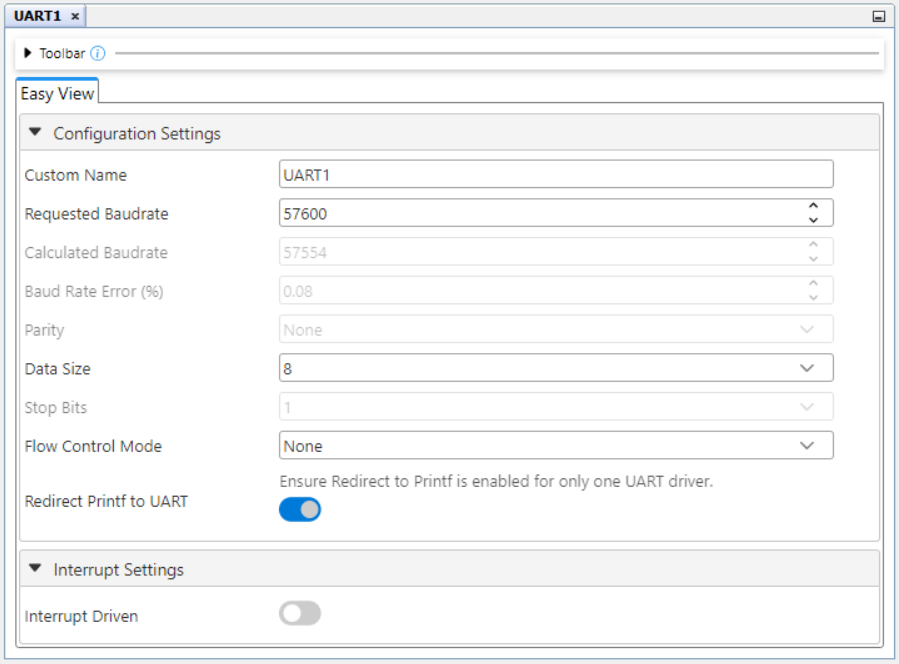 UART1
Toolbar
Easy View
Configuration Settings
Custom Name UART1
Requested Baudrate 57600
Calculated Baudrate 57554
Baud Rate Error (%) 0.08
Parity None
Data Size 8
Stop Bits 1
Flow Control Mode None
Ensure Redirect to Printf is enabled for only one UART driver.
Redirect Printf to UART
Interrupt Settings
Interrupt Driven